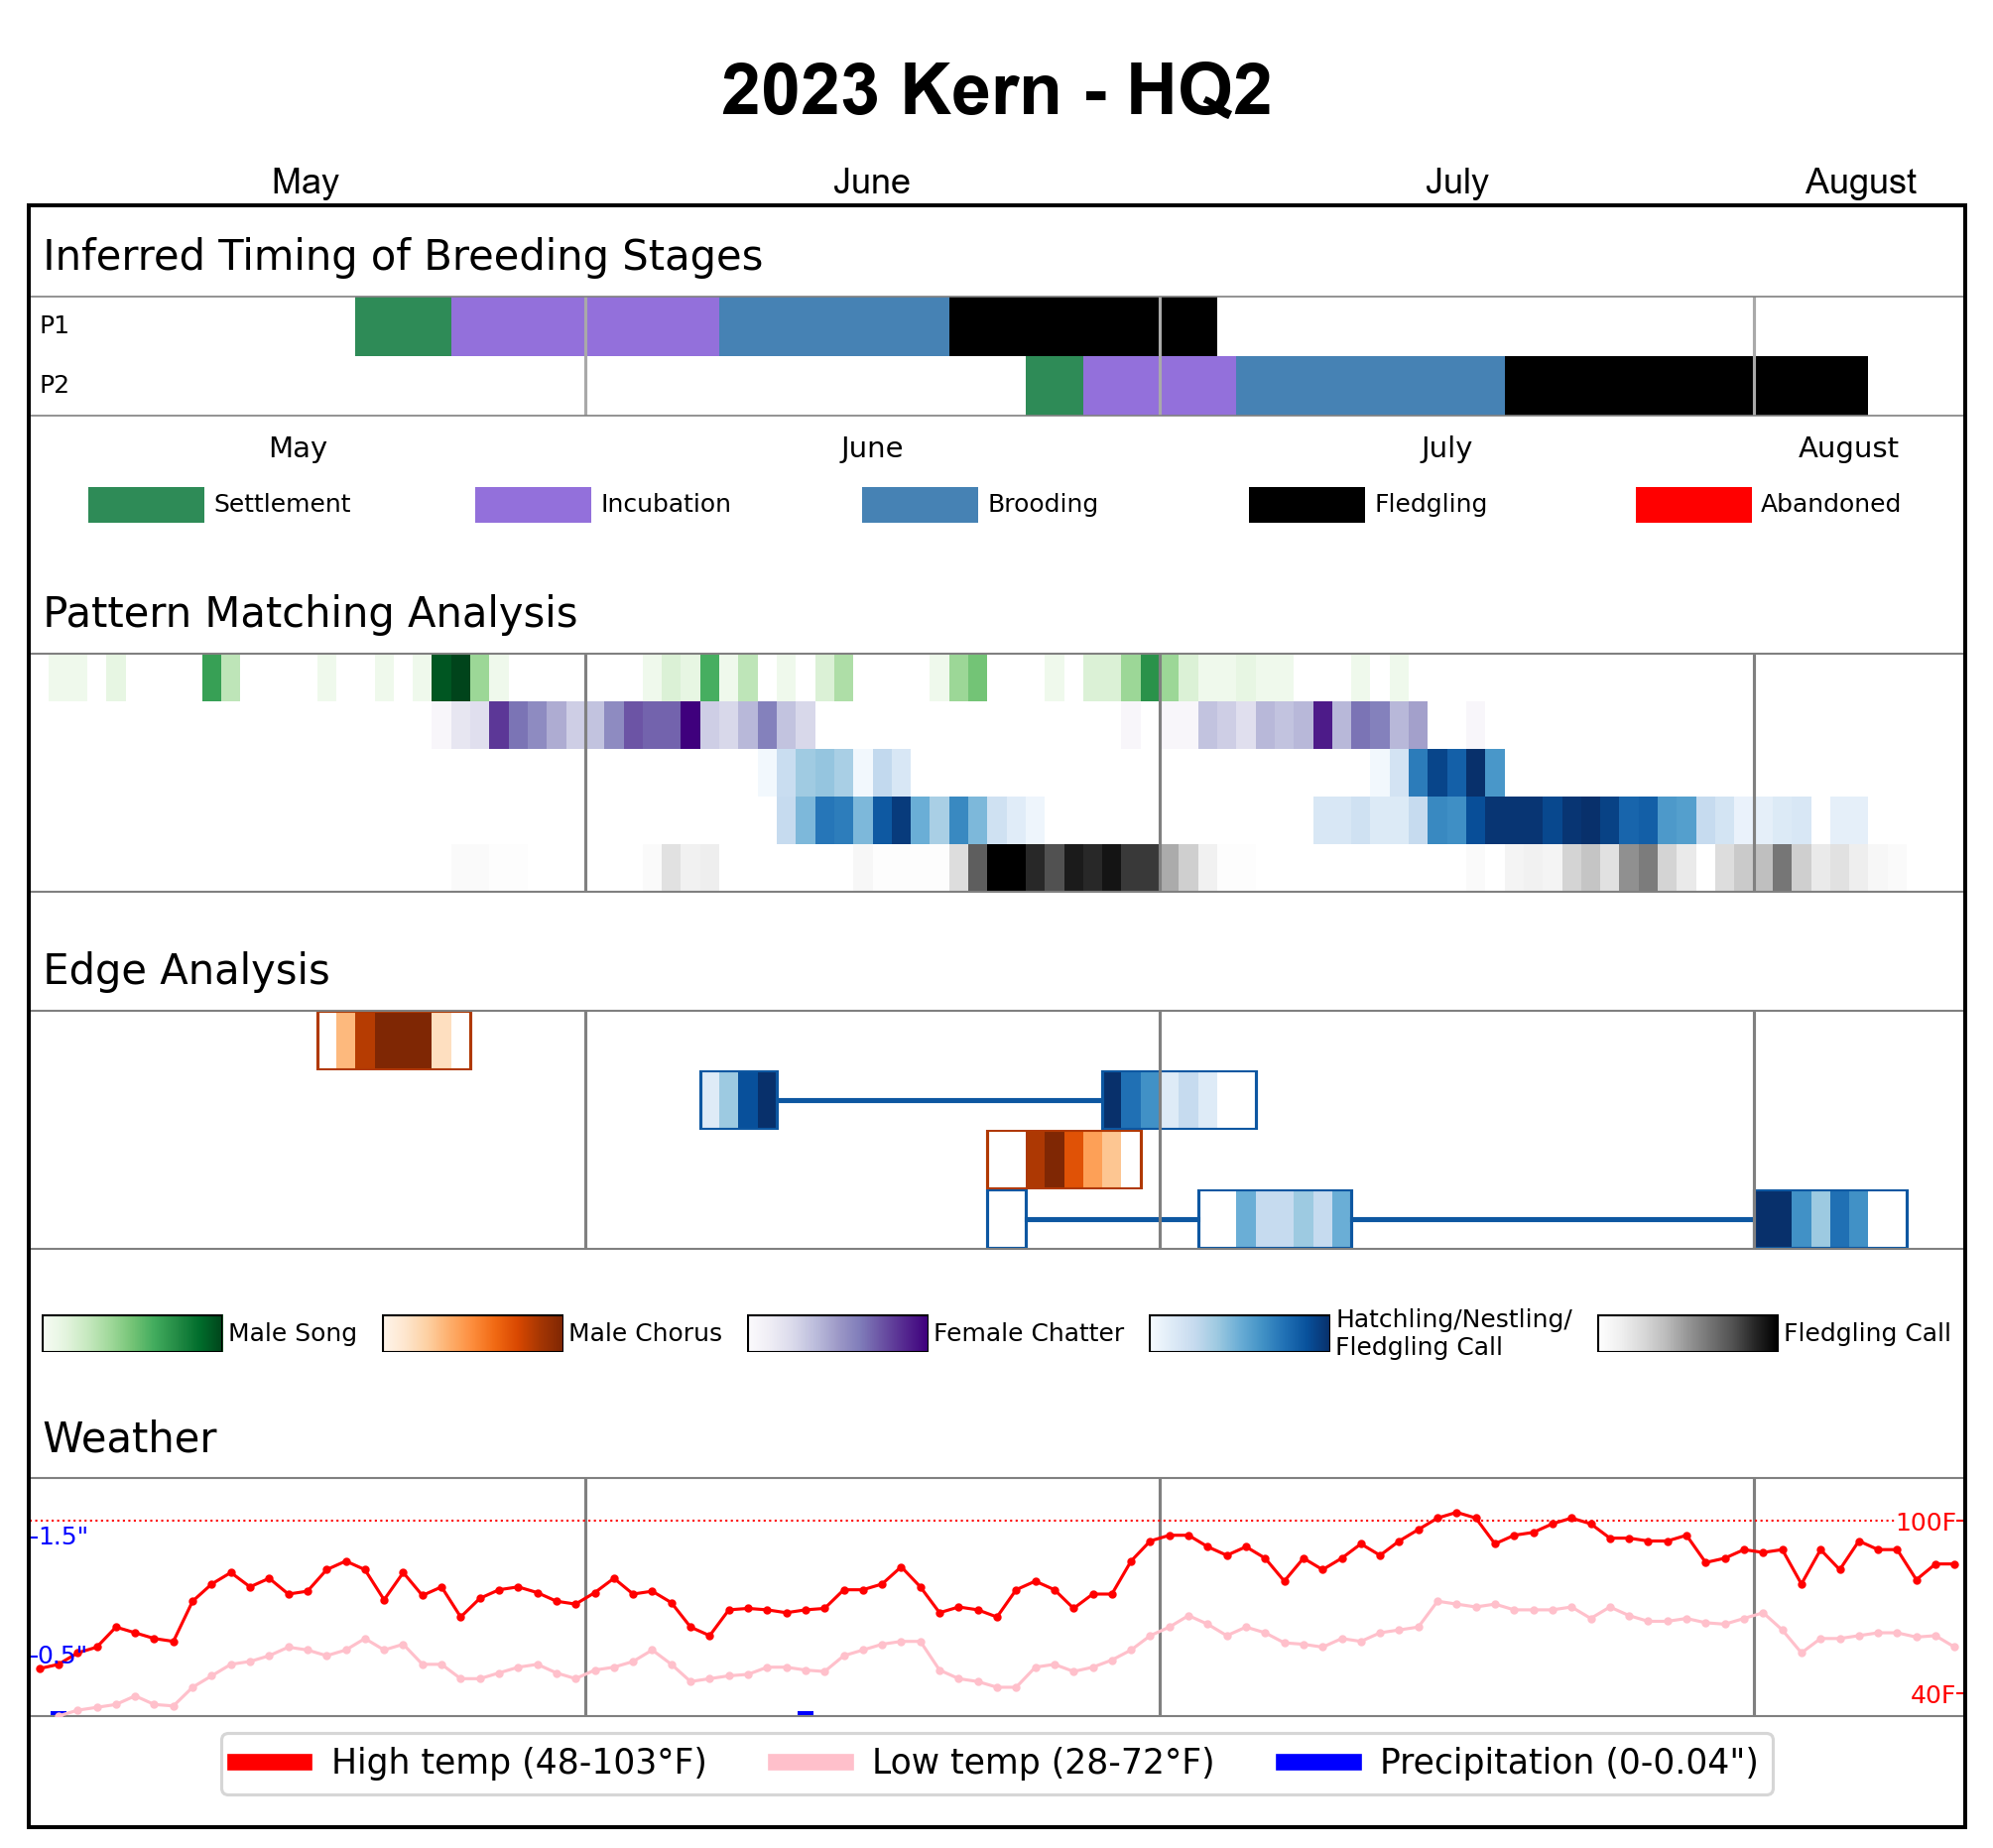 2023 Kern - HQ2
May June July August
Inferred Timing of Breeding Stages
P1
P2
May June July August
Settlement Incubation Brooding Fledgling Abandoned
Pattern Matching Analysis
Edge Analysis
Male Song Male Chorus Female Chatter Hatchling/Nestling/
Fledgling Call Fledgling Call
Weather
1.5" 100F
0.5" 40F
High temp (48-103°F) Low temp (28-72°F) Precipitation (0-0.04")